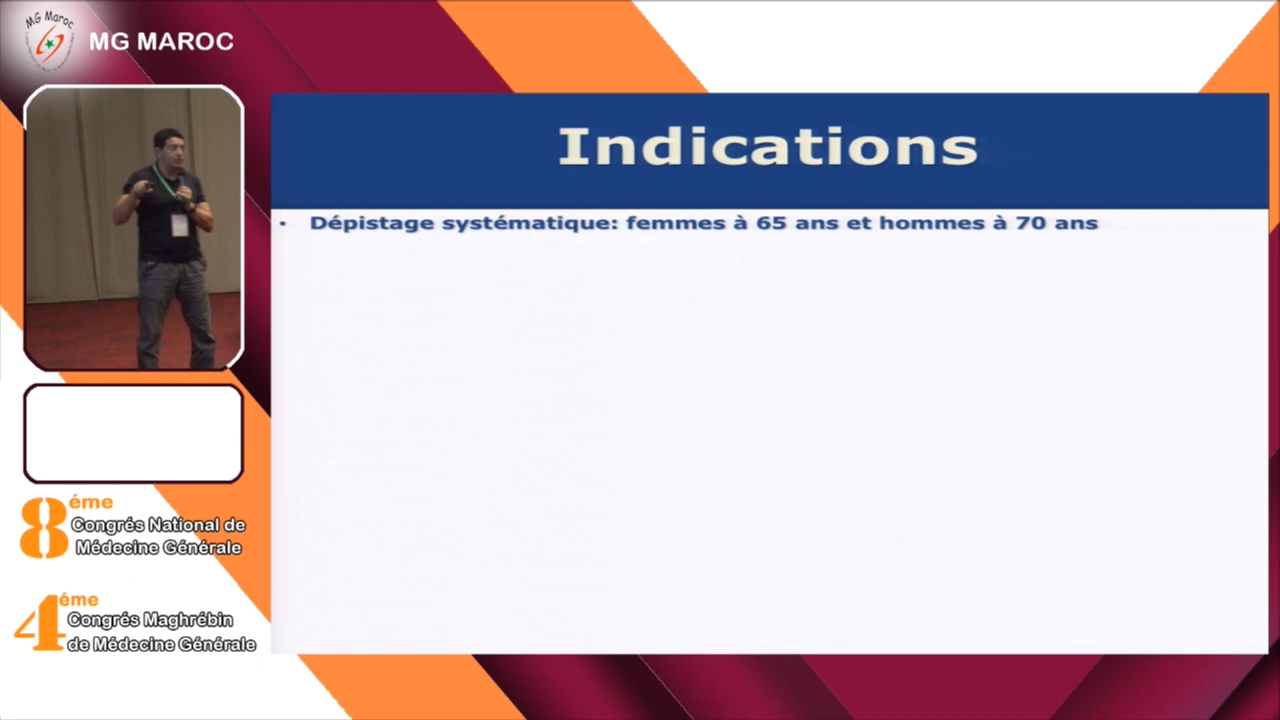 MG Maroc
MG MAROC
Indications
• Dépistage systématique: femmes à 65 ans et hommes à 70 ans
8éme
Congrés National de
Médecine Générale
4éme
Congrés Maghrébin
de Médecine Générale